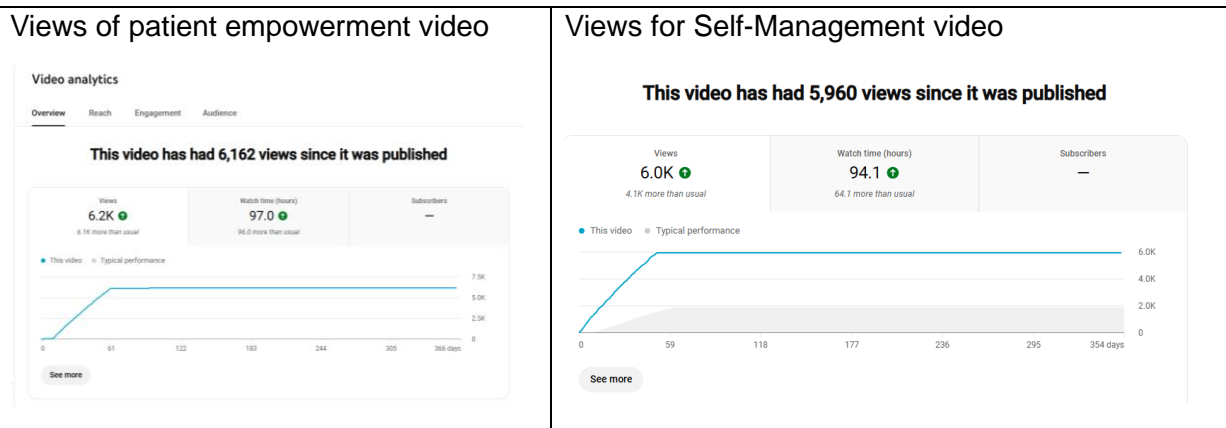 Views of patient empowerment video
Video analytics
Overview Reach Engagement Audience
This video has had 6,162 views since it was published
Views Watch time (hours) Subscribers
6.2K 97.0 —
6.1K more than usual 96.0 more than usual
This video Typical performance
7.5K
5.0K
2.5K
0
0 61 122 183 244 305 366 days
See more
Views for Self-Management video
This video has had 5,960 views since it was published
Views Watch time (hours) Subscribers
6.0K 94.1 —
4.1K more than usual 64.1 more than usual
This video Typical performance
6.0K
4.0K
2.0K
0
0 59 118 177 236 295 354 days
See more